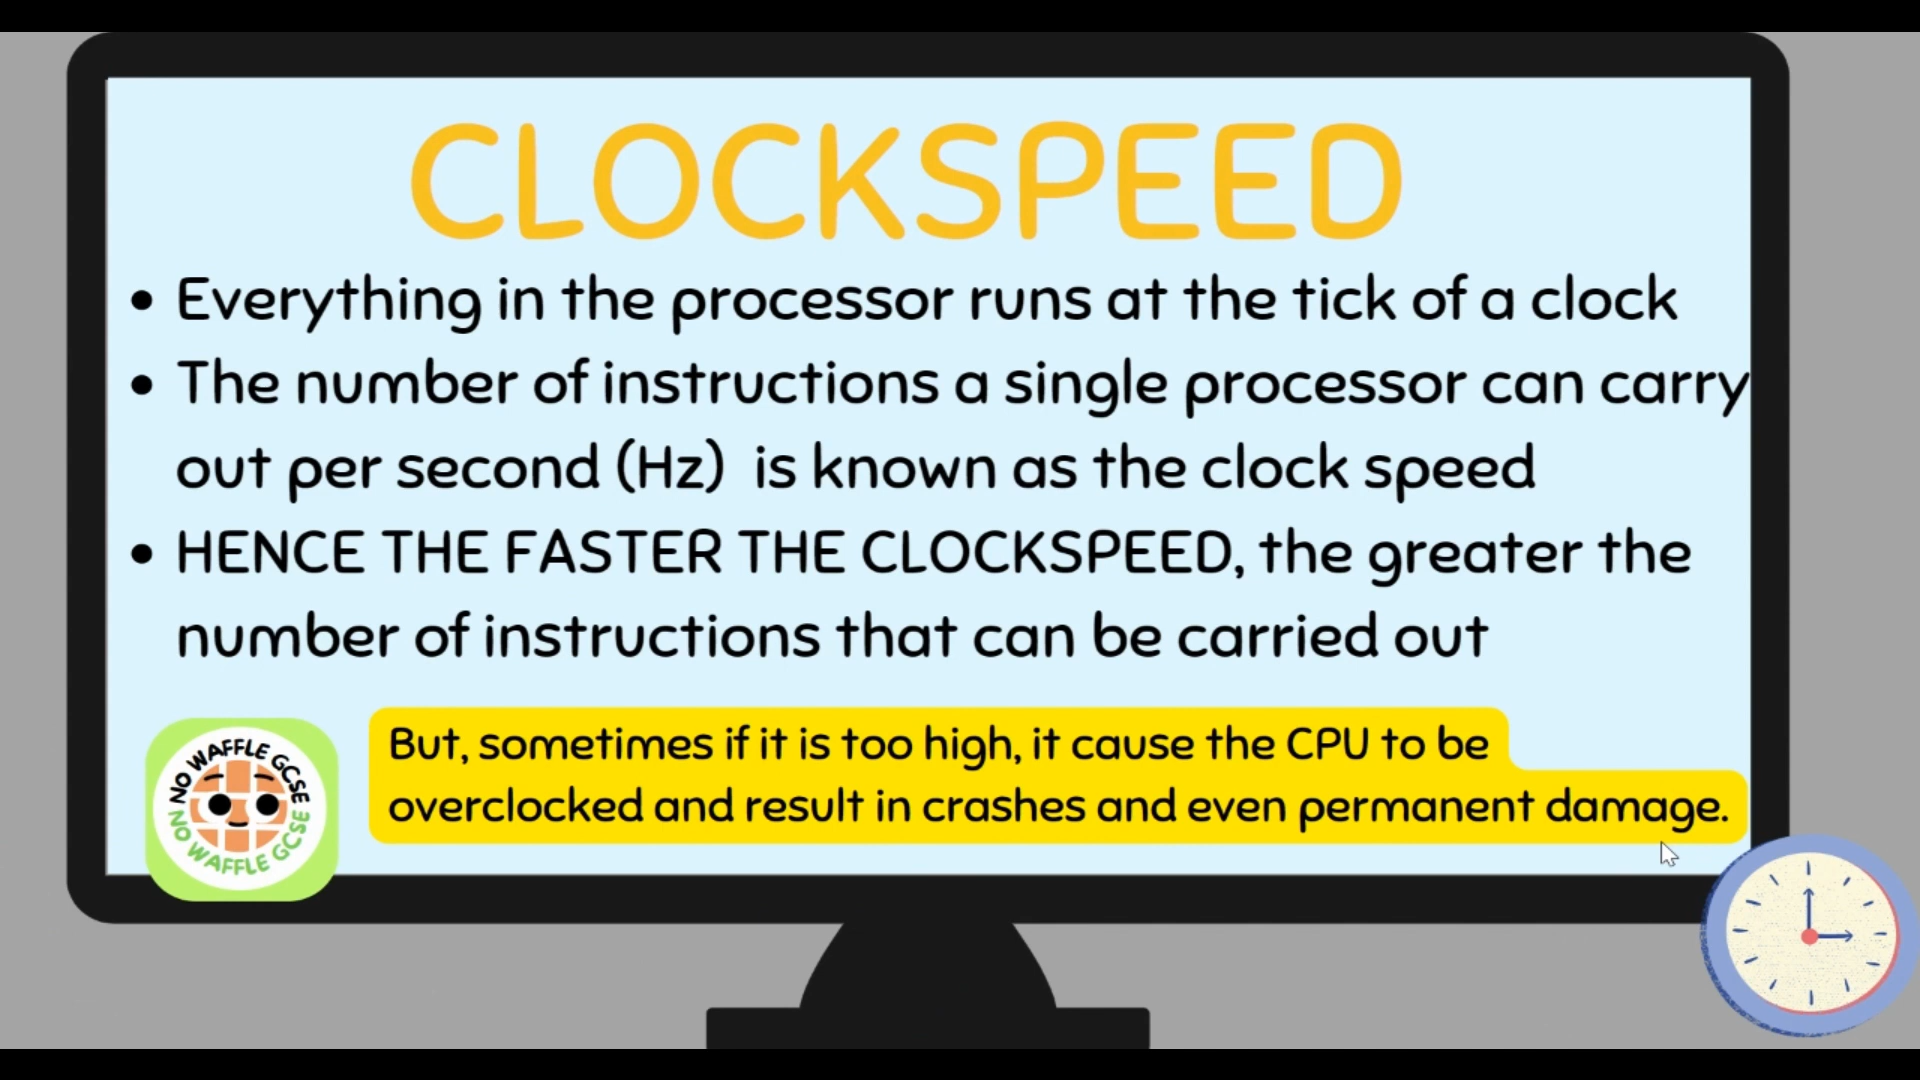 CLOCKSPEED
• Everything in the processor runs at the tick of a clock
• The number of instructions a single processor can carry
out per second (Hz) is known as the clock speed
• HENCE THE FASTER THE CLOCKSPEED, the greater the
number of instructions that can be carried out
But, sometimes if it is too high, it cause the CPU to be
overclocked and result in crashes and even permanent damage.
NO WAFFLE GCSE
NO WAFFLE GCSE